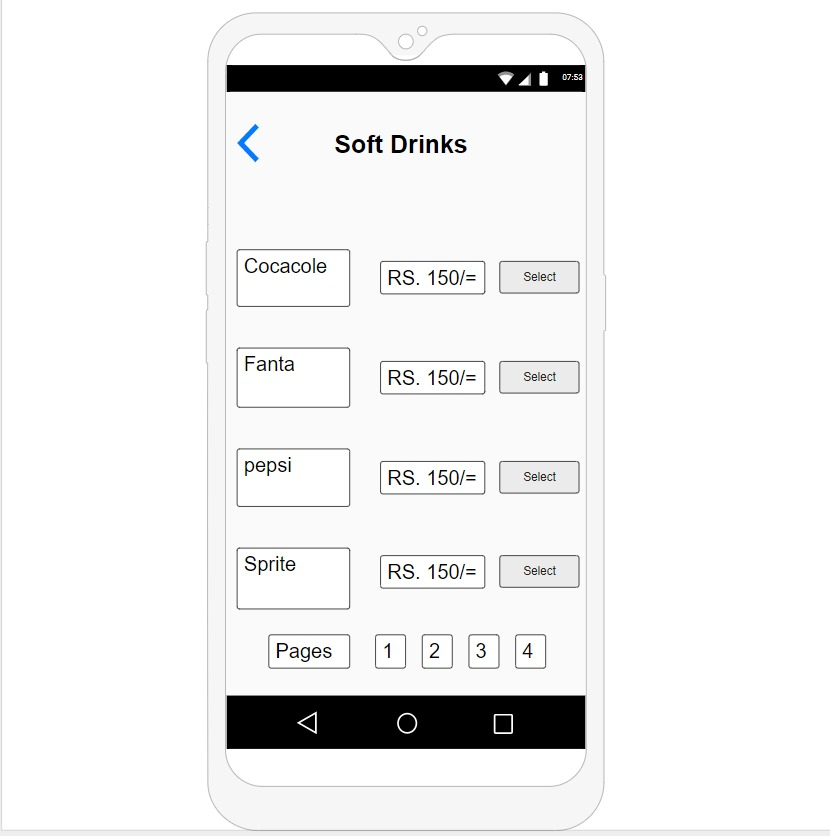 07:53
Soft Drinks
Cocacole RS. 150/= Select
Fanta RS. 150/= Select
pepsi RS. 150/= Select
Sprite RS. 150/= Select
Pages 1 2 3 4